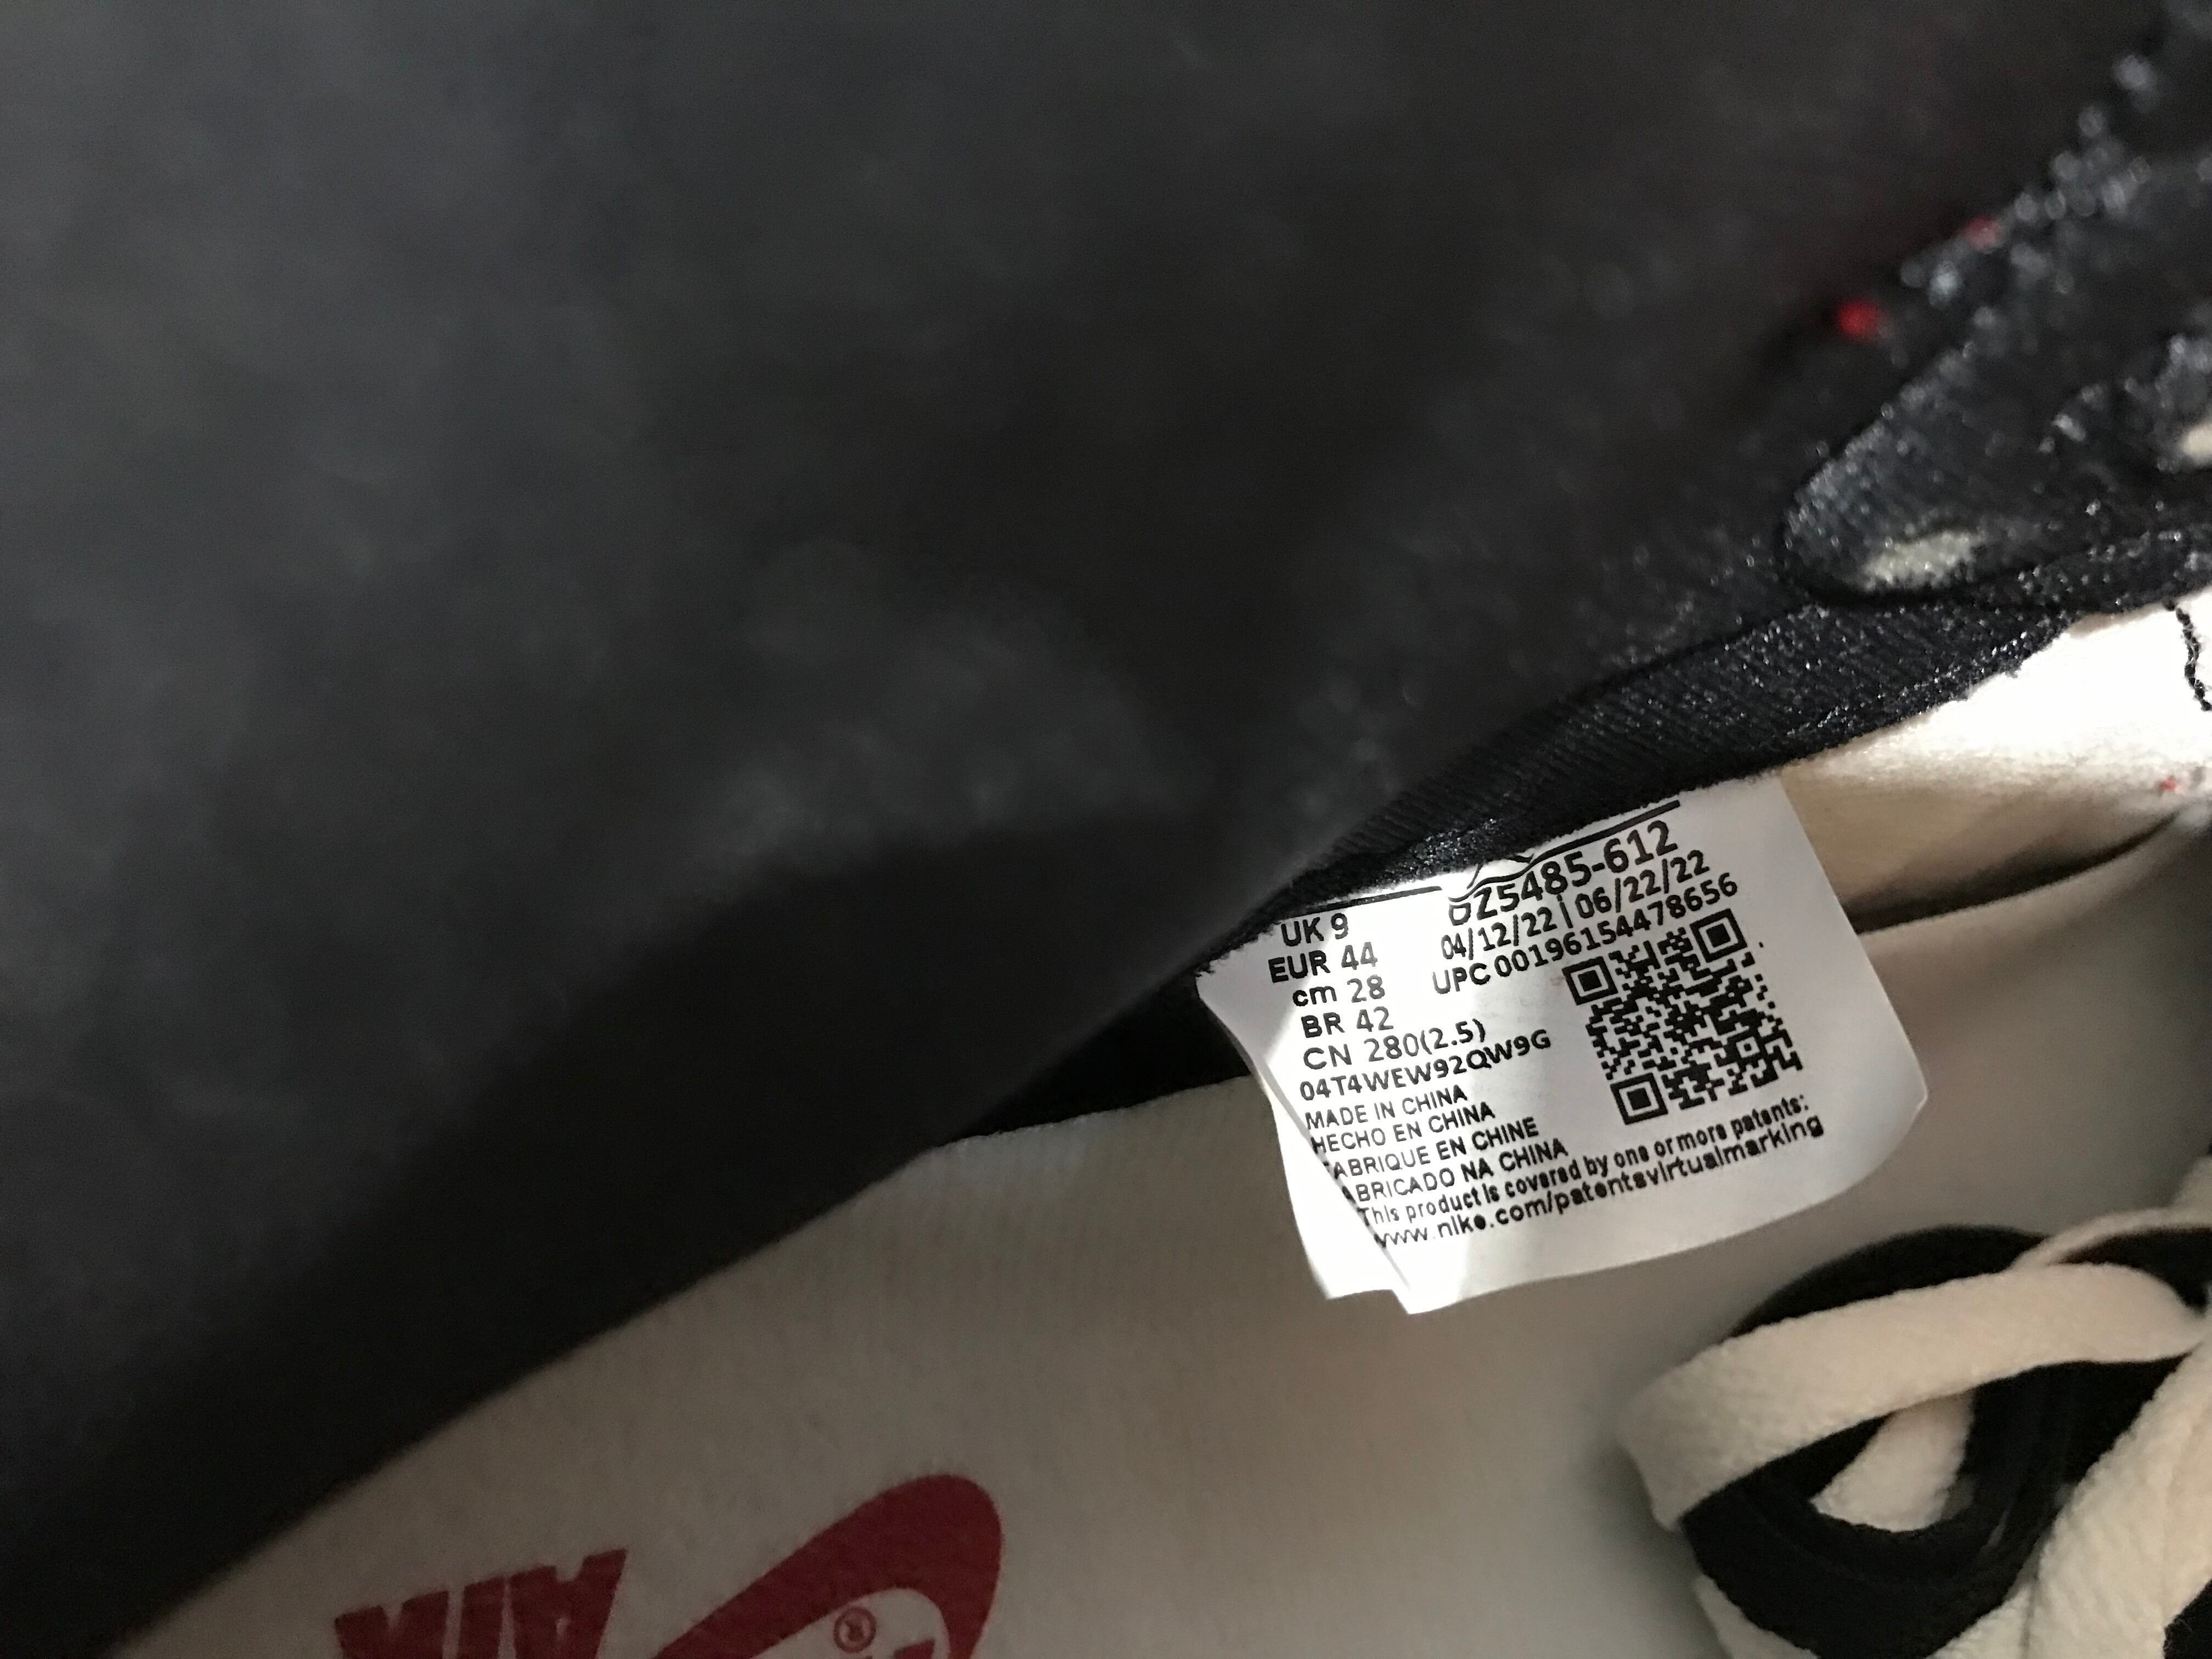 UK 9
EUR 44
cm 28
BR 42
CN 280(2.5)
04T4WEW92QW9G
DZ5485-612
04/12/22 | 06/22/22
UPC 00196154478656
MADE IN CHINA
HECHO EN CHINA
FABRIQUE EN CHINE
FABRICADO NA CHINA
This product is covered by one or more patents:
www.nike.com/patentsvirtualmarking
AIR
®